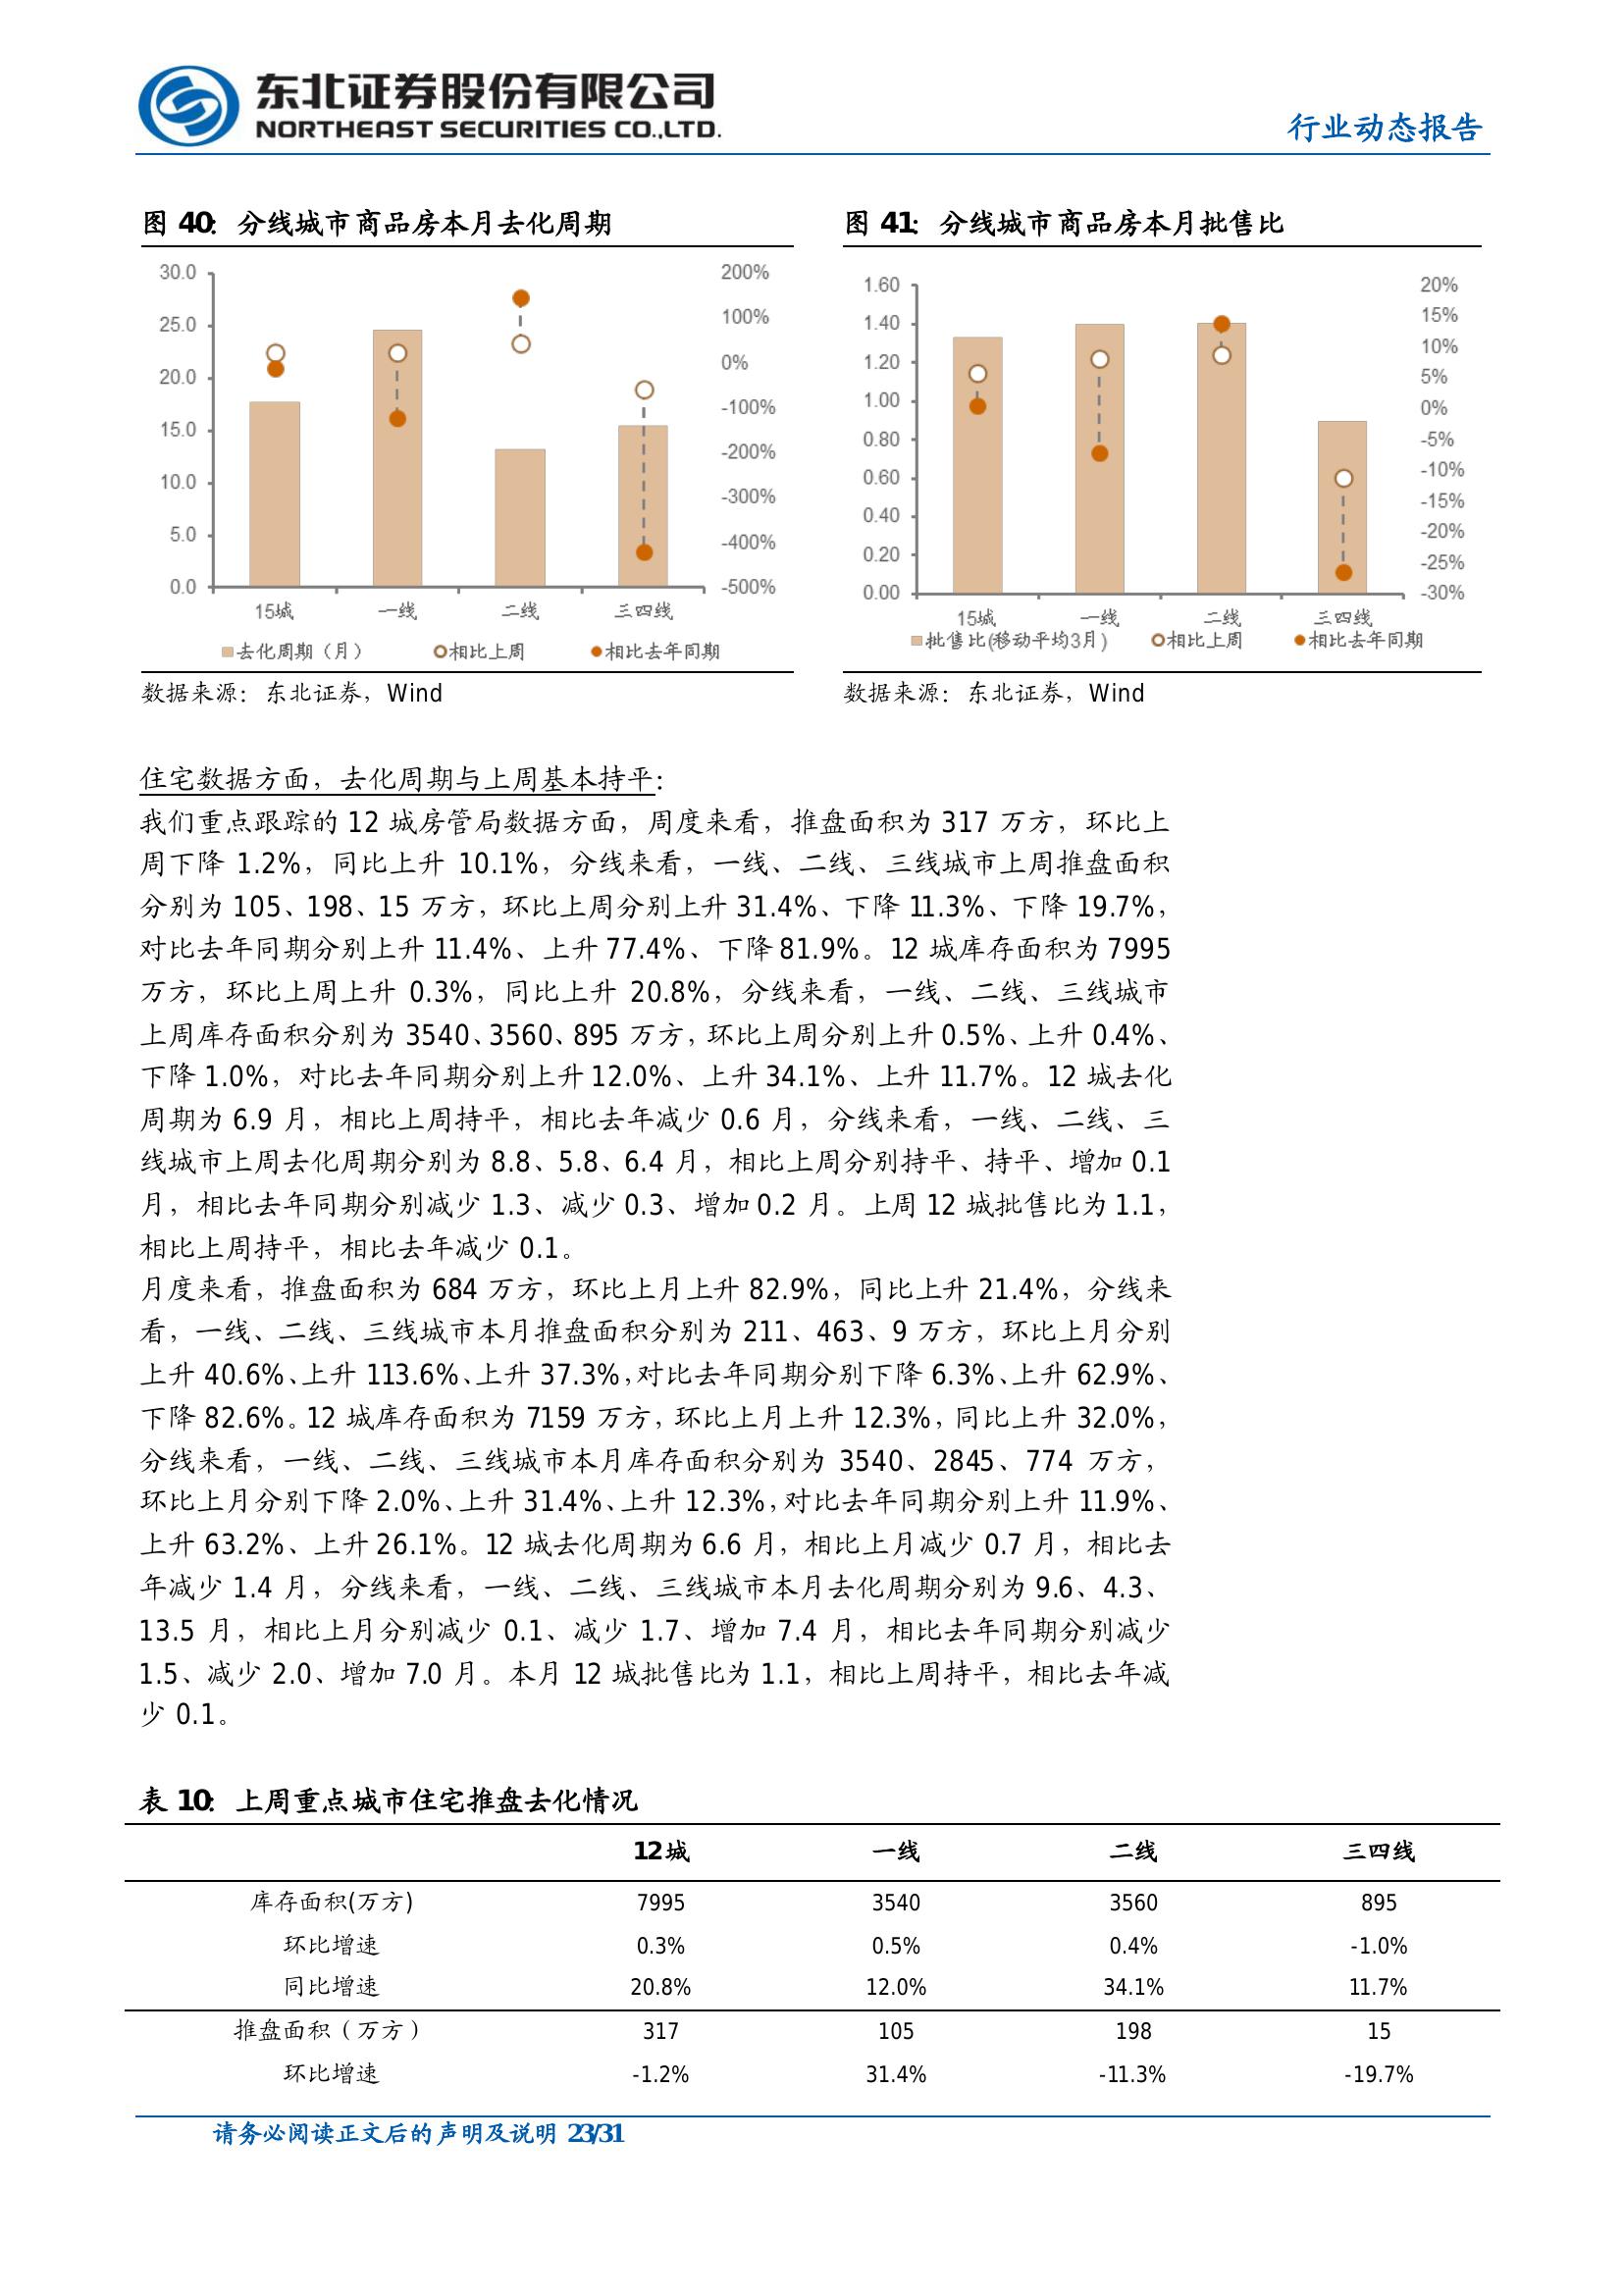 东北证券股份有限公司
NORTHEAST SECURITIES CO.,LTD.
行业动态报告
图 40：分线城市商品房本月去化周期
30.0
25.0
20.0
15.0
10.0
5.0
0.0
200%
100%
0%
-100%
-200%
-300%
-400%
-500%
15城 一线 二线 三四线
去化周期（月） 相比上周 相比去年同期
数据来源：东北证券，Wind
图 41：分线城市商品房本月批售比
1.60
1.40
1.20
1.00
0.80
0.60
0.40
0.20
0.00
20%
15%
10%
5%
0%
-5%
-10%
-15%
-20%
-25%
-30%
15城 一线 二线 三四线
批售比(移动平均3月) 相比上周 相比去年同期
数据来源：东北证券，Wind
住宅数据方面，去化周期与上周基本持平：
我们重点跟踪的 12 城房管局数据方面，周度来看，推盘面积为 317 万方，环比上
周下降 1.2%，同比上升 10.1%，分线来看，一线、二线、三线城市上周推盘面积
分别为 105、198、15 万方，环比上周分别上升 31.4%、下降 11.3%、下降 19.7%，
对比去年同期分别上升 11.4%、上升 77.4%、下降 81.9%。12 城库存面积为 7995
万方，环比上周上升 0.3%，同比上升 20.8%，分线来看，一线、二线、三线城市
上周库存面积分别为 3540、3560、895 万方，环比上周分别上升 0.5%、上升 0.4%、
下降 1.0%，对比去年同期分别上升 12.0%、上升 34.1%、上升 11.7%。12 城去化
周期为 6.9 月，相比上周持平，相比去年减少 0.6 月，分线来看，一线、二线、三
线城市上周去化周期分别为 8.8、5.8、6.4 月，相比上周分别持平、持平、增加 0.1
月，相比去年同期分别减少 1.3、减少 0.3、增加 0.2 月。上周 12 城批售比为 1.1，
相比上周持平，相比去年减少 0.1。
月度来看，推盘面积为 684 万方，环比上月上升 82.9%，同比上升 21.4%，分线来
看，一线、二线、三线城市本月推盘面积分别为 211、463、9 万方，环比上月分别
上升 40.6%、上升 113.6%、上升 37.3%，对比去年同期分别下降 6.3%、上升 62.9%、
下降 82.6%。12 城库存面积为 7159 万方，环比上月上升 12.3%，同比上升 32.0%，
分线来看，一线、二线、三线城市本月库存面积分别为 3540、2845、774 万方，
环比上月分别下降 2.0%、上升 31.4%、上升 12.3%，对比去年同期分别上升 11.9%、
上升 63.2%、上升 26.1%。12 城去化周期为 6.6 月，相比上月减少 0.7 月，相比去
年减少 1.4 月，分线来看，一线、二线、三线城市本月去化周期分别为 9.6、4.3、
13.5 月，相比上月分别减少 0.1、减少 1.7、增加 7.4 月，相比去年同期分别减少
1.5、减少 2.0、增加 7.0 月。本月 12 城批售比为 1.1，相比上周持平，相比去年减
少 0.1。
表 10：上周重点城市住宅推盘去化情况
12城 一线 二线 三四线
库存面积(万方) 7995 3540 3560 895
环比增速 0.3% 0.5% 0.4% -1.0%
同比增速 20.8% 12.0% 34.1% 11.7%
推盘面积（万方） 317 105 198 15
环比增速 -1.2% 31.4% -11.3% -19.7%
请务必阅读正文后的声明及说明 23/31